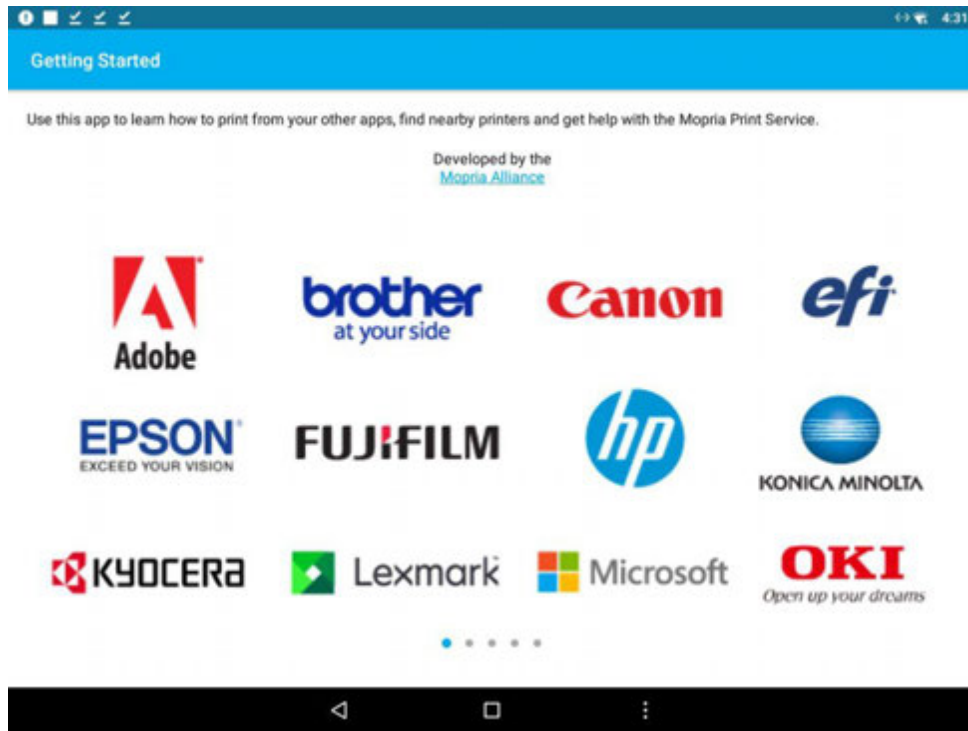 4:31
Getting Started
Use this app to learn how to print from your other apps, find nearby printers and get help with the Mopria Print Service.
Developed by the
Mopria Alliance
Adobe
brother
at your side
Canon
efi
EPSON
EXCEED YOUR VISION
FUJIFILM
hp
KONICA MINOLTA
KYOCERA
Lexmark
Microsoft
OKI
Open up your dreams